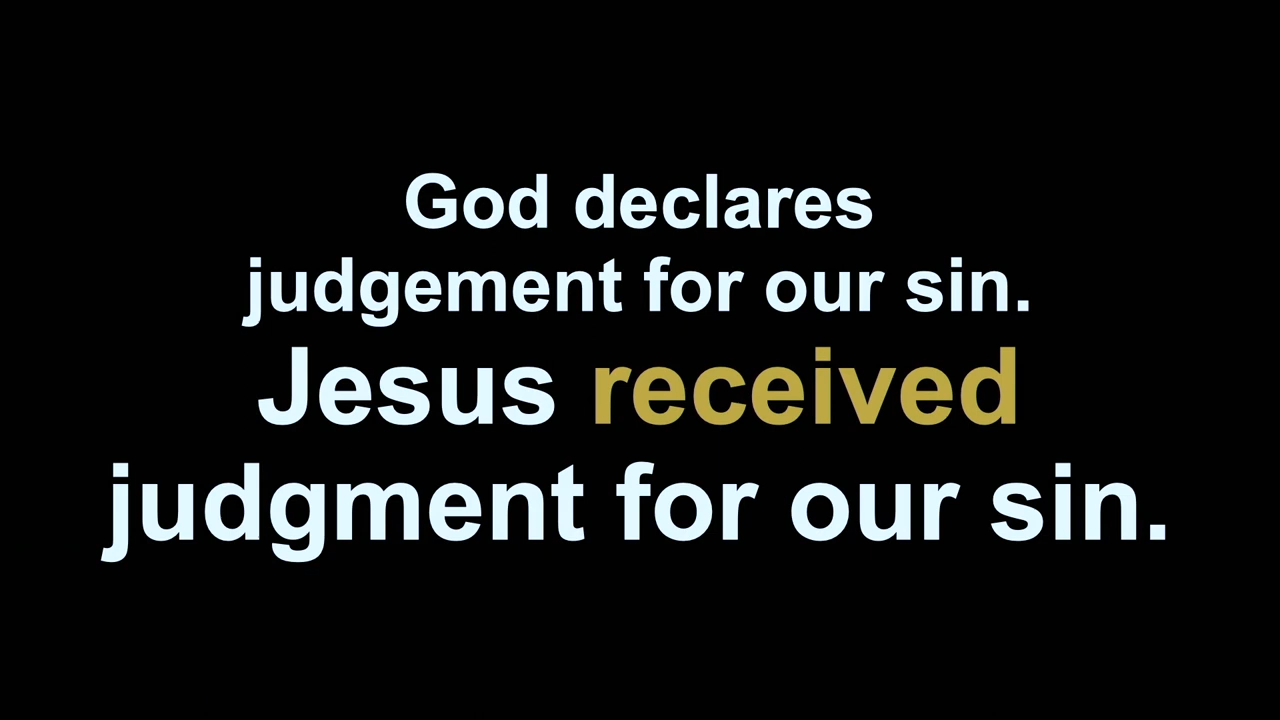 God declares
judgement for our sin.
Jesus received
judgment for our sin.